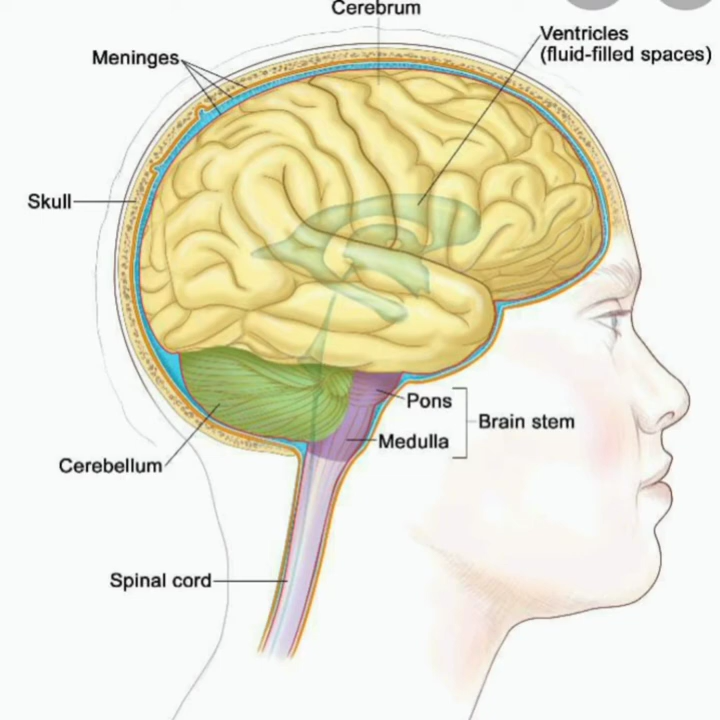 Cerebrum
Ventricles
(fluid-filled spaces)
Meninges
Skull
Pons
Brain stem
Medulla
Cerebellum
Spinal cord